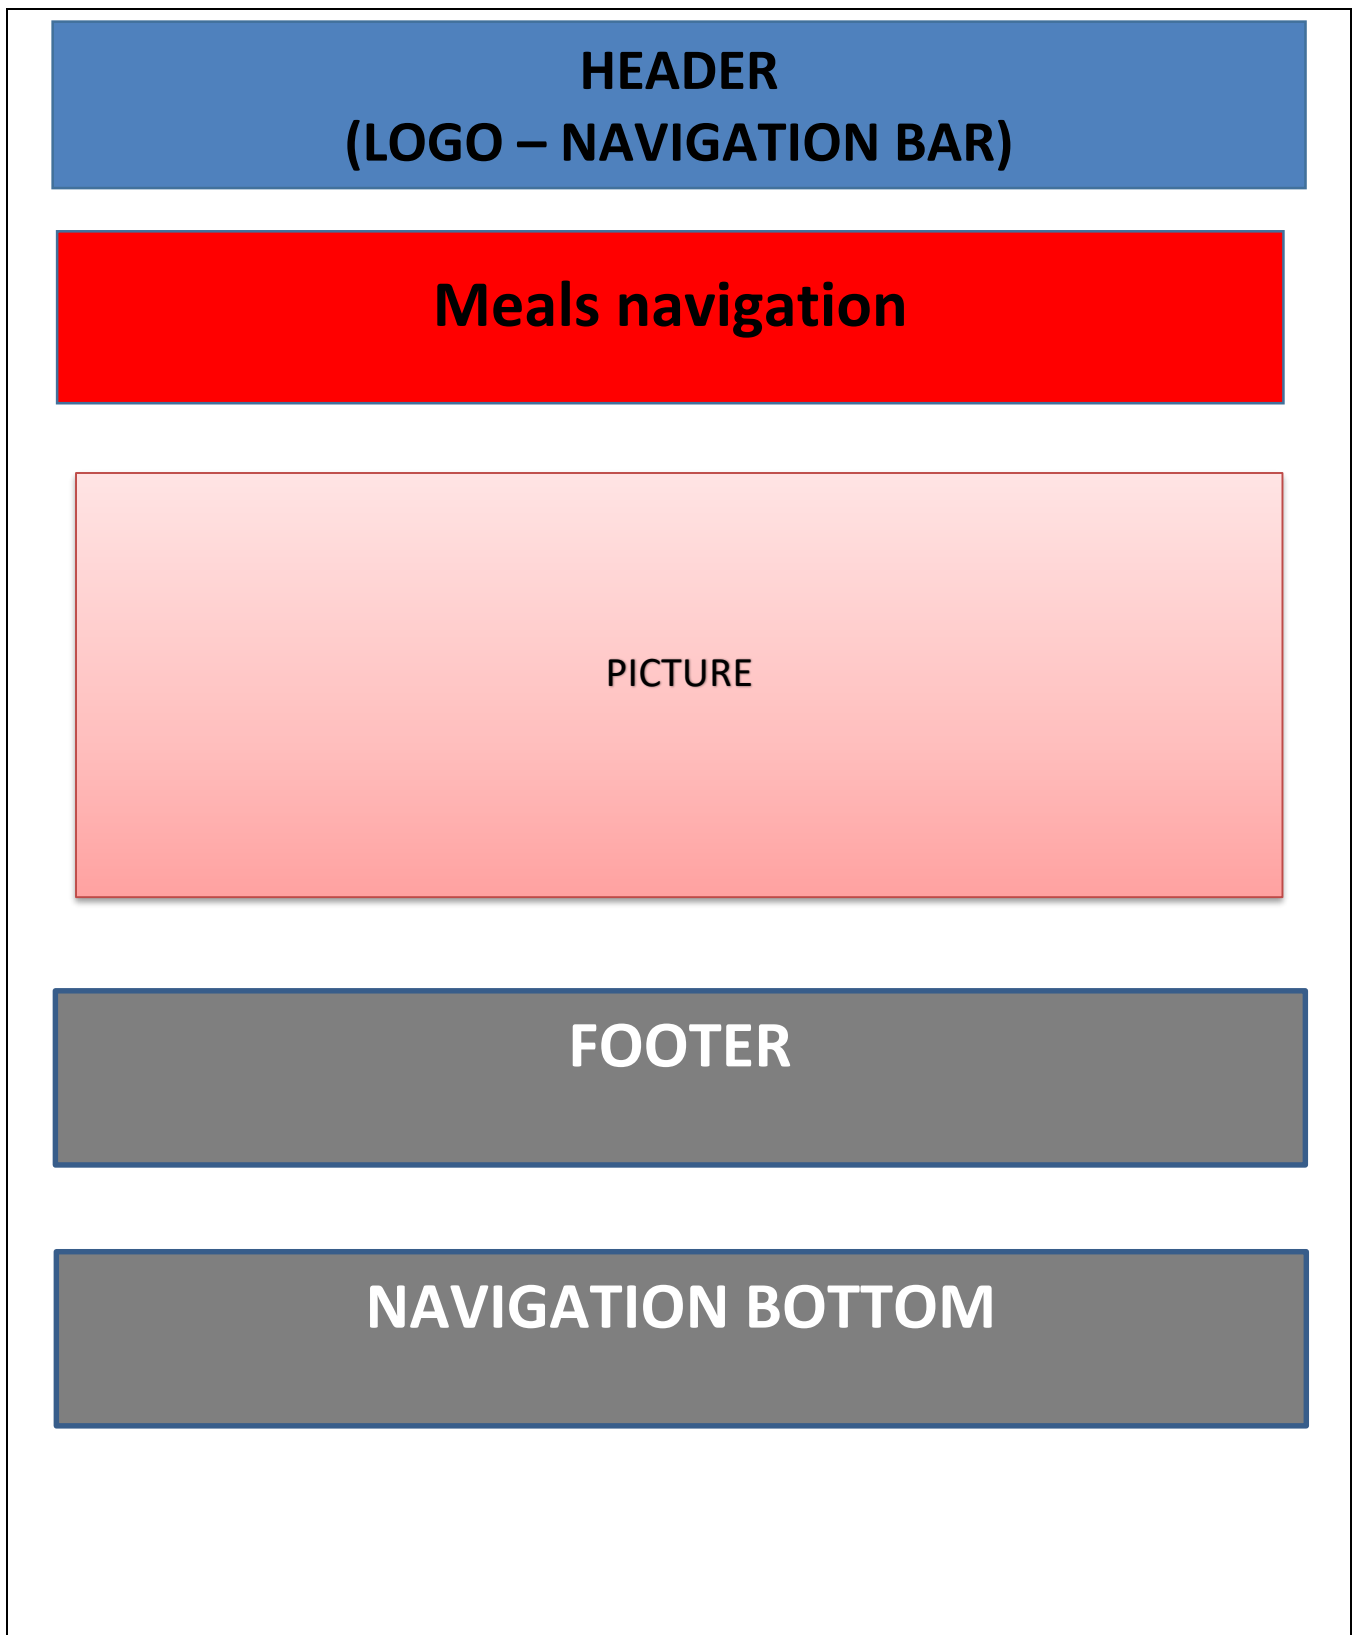 HEADER
(LOGO – NAVIGATION BAR)
Meals navigation
PICTURE
FOOTER
NAVIGATION BOTTOM